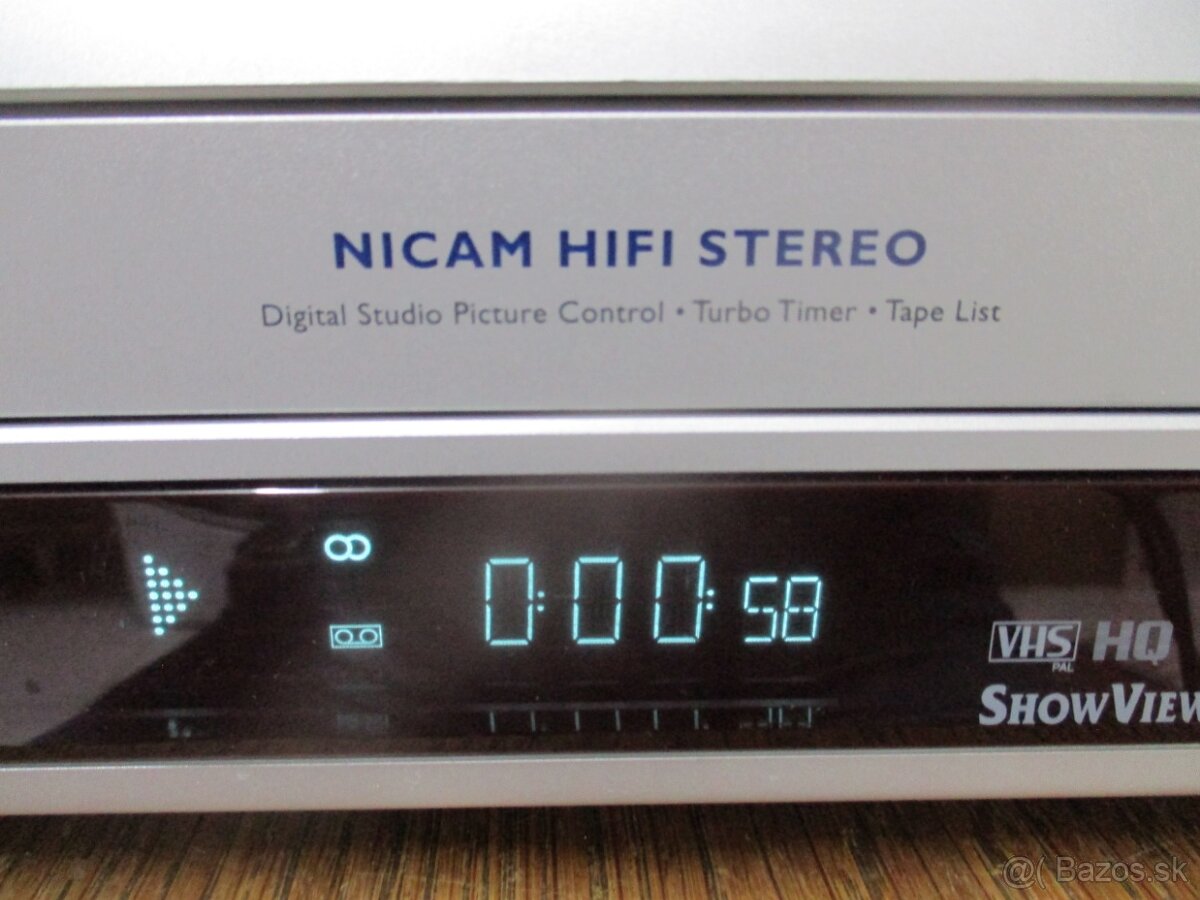 NICAM HIFI STEREO
Digital Studio Picture Control • Turbo Timer • Tape List
0:00:58
VHS HQ
PAL
SHOWVIEW
@( Bazos.sk